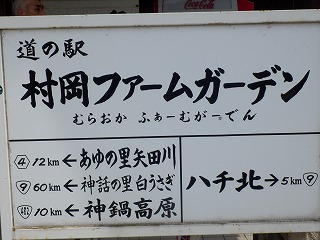 Coca-Cola
道の駅
村岡ファームガーデン
むらおか ふぁーむがーでん
④ 12km ← あゆの里矢田川
⑨ 60km ← 神話の里白うさぎ
10km ← 神鍋高原
ハチ北 → 5km ⑨